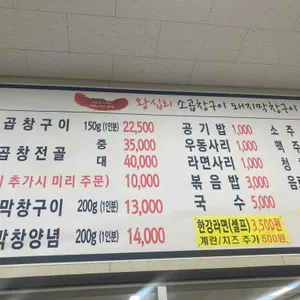 왕십리 소곱창구이 돼지막창구이
곱창구이 150g (1인분) 22,500
곱창전골 중 35,000
대 40,000
추가시 미리 주문) 10,000
막창구이 200g (1인분) 13,000
막창양념 200g (1인분) 14,000
공기밥 1,000
우동사리 1,000
라면사리 1,000
볶음밥 3,000
국수 5,000
한강라면(셀프) 3,500원
계란/치즈 추가 500원
소주
맥주